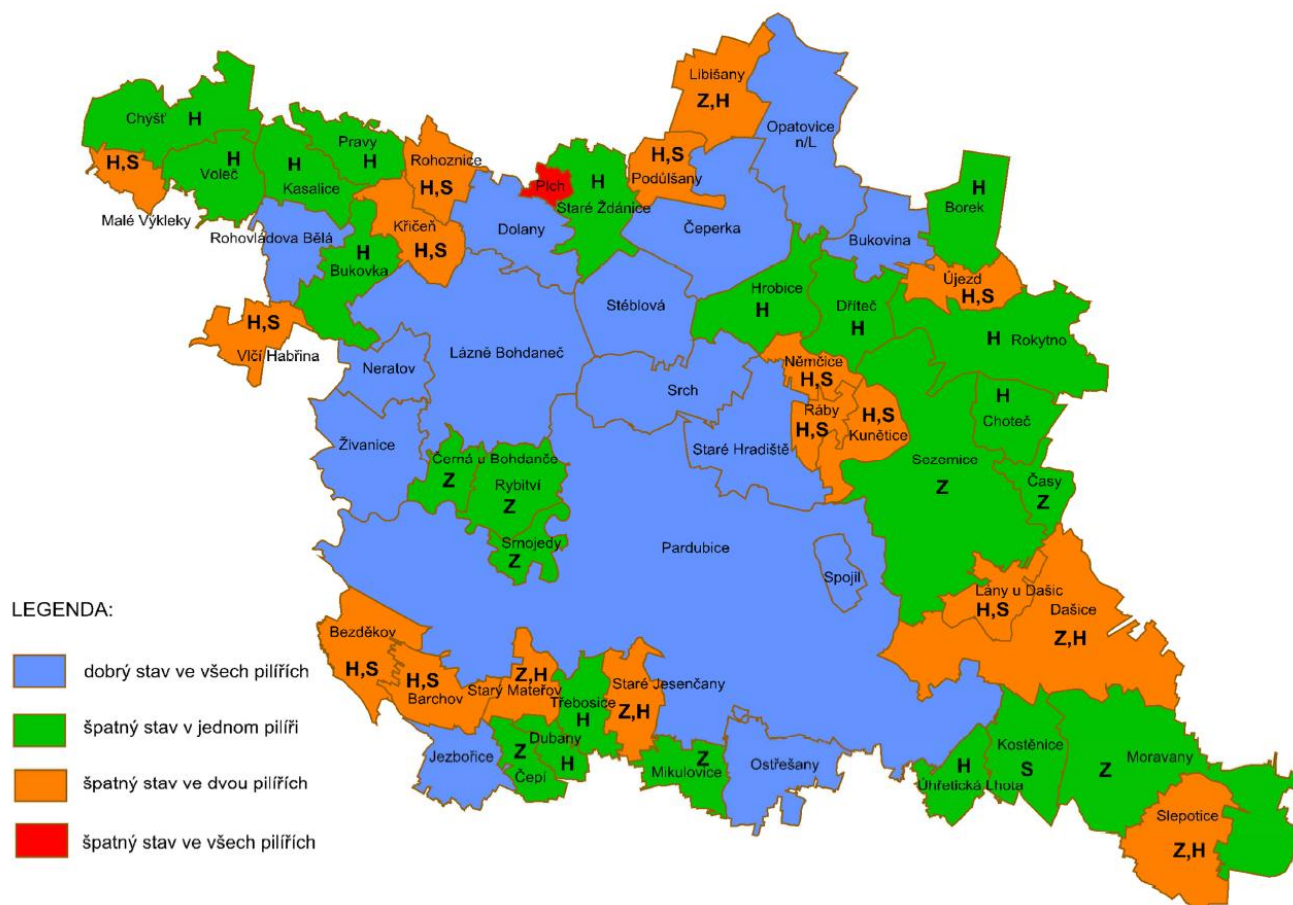 Libišany
Z,H
Opatovice
n/L
Chýšť
H
Pravy
H
H,S
Malé Výkleky
H
Voleč
H
Kasalice
Rohoznice
H,S
Plch
H
Staré Ždánice
H,S
Podůlšany
H
Borek
Rohovládova Bělá
Křičeň
H,S
Dolany
Čeperka
Bukovina
H
Bukovka
Újezd
H,S
H,S
Vlčí Habřina
Stéblová
Hrobice
H
Dříteč
H
H
Rokytno
Lázně Bohdaneč
Neratov
Němčice
H,S
Srch
H
Choteč
Ráby
H,S
H,S
Kunětice
Živanice
Staré Hradiště
Černá u Bohdanče
Z
Rybitví
Z
Sezemice
Z
Časy
Z
Srnojedy
Z
Pardubice
Spojil
Lány u Dašic
H,S
Dašice
Z,H
LEGENDA:
dobrý stav ve všech pilířích
špatný stav v jednom pilíři
špatný stav ve dvou pilířích
špatný stav ve všech pilířích
Bezděkov
H,S
H,S
Barchov
Z,H
Starý Mateřov
Třebosice
H
Staré Jesenčany
Z,H
Jezbořice
Z
Čepí
Dubany
H
Z
Mikulovice
Ostřešany
H
Úhřetická Lhota
Kostěnice
S
Moravany
Z
Slepotice
Z,H